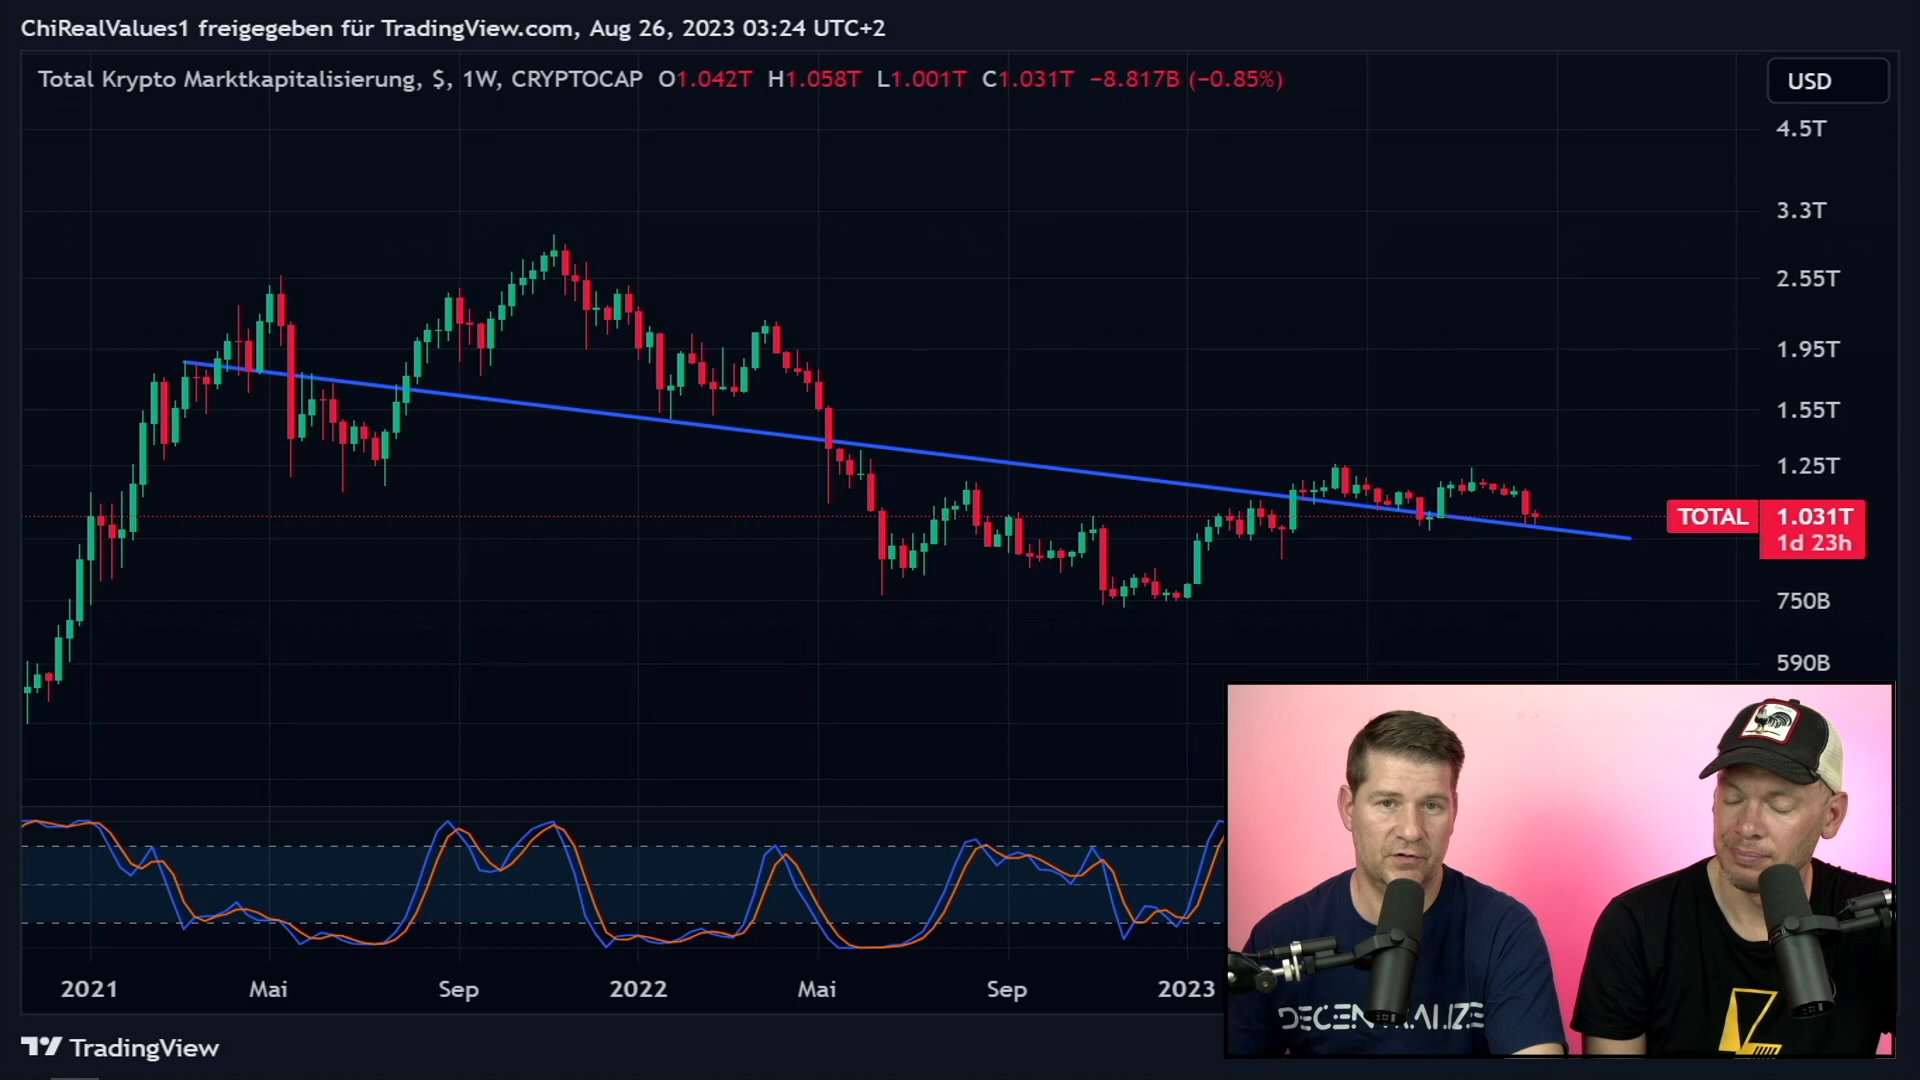 ChiRealValues1 freigegeben für TradingView.com, Aug 26, 2023 03:24 UTC+2
Total Krypto Marktkapitalisierung, $, 1W, CRYPTOCAP O1.042T H1.058T L1.001T C1.031T −8.817B (−0.85%)
USD
4.5T
3.3T
2.55T
1.95T
1.55T
1.25T
TOTAL 1.031T
1d 23h
750B
590B
2021 Mai Sep 2022 Mai Sep 2023
DECENTRALIZE
TradingView